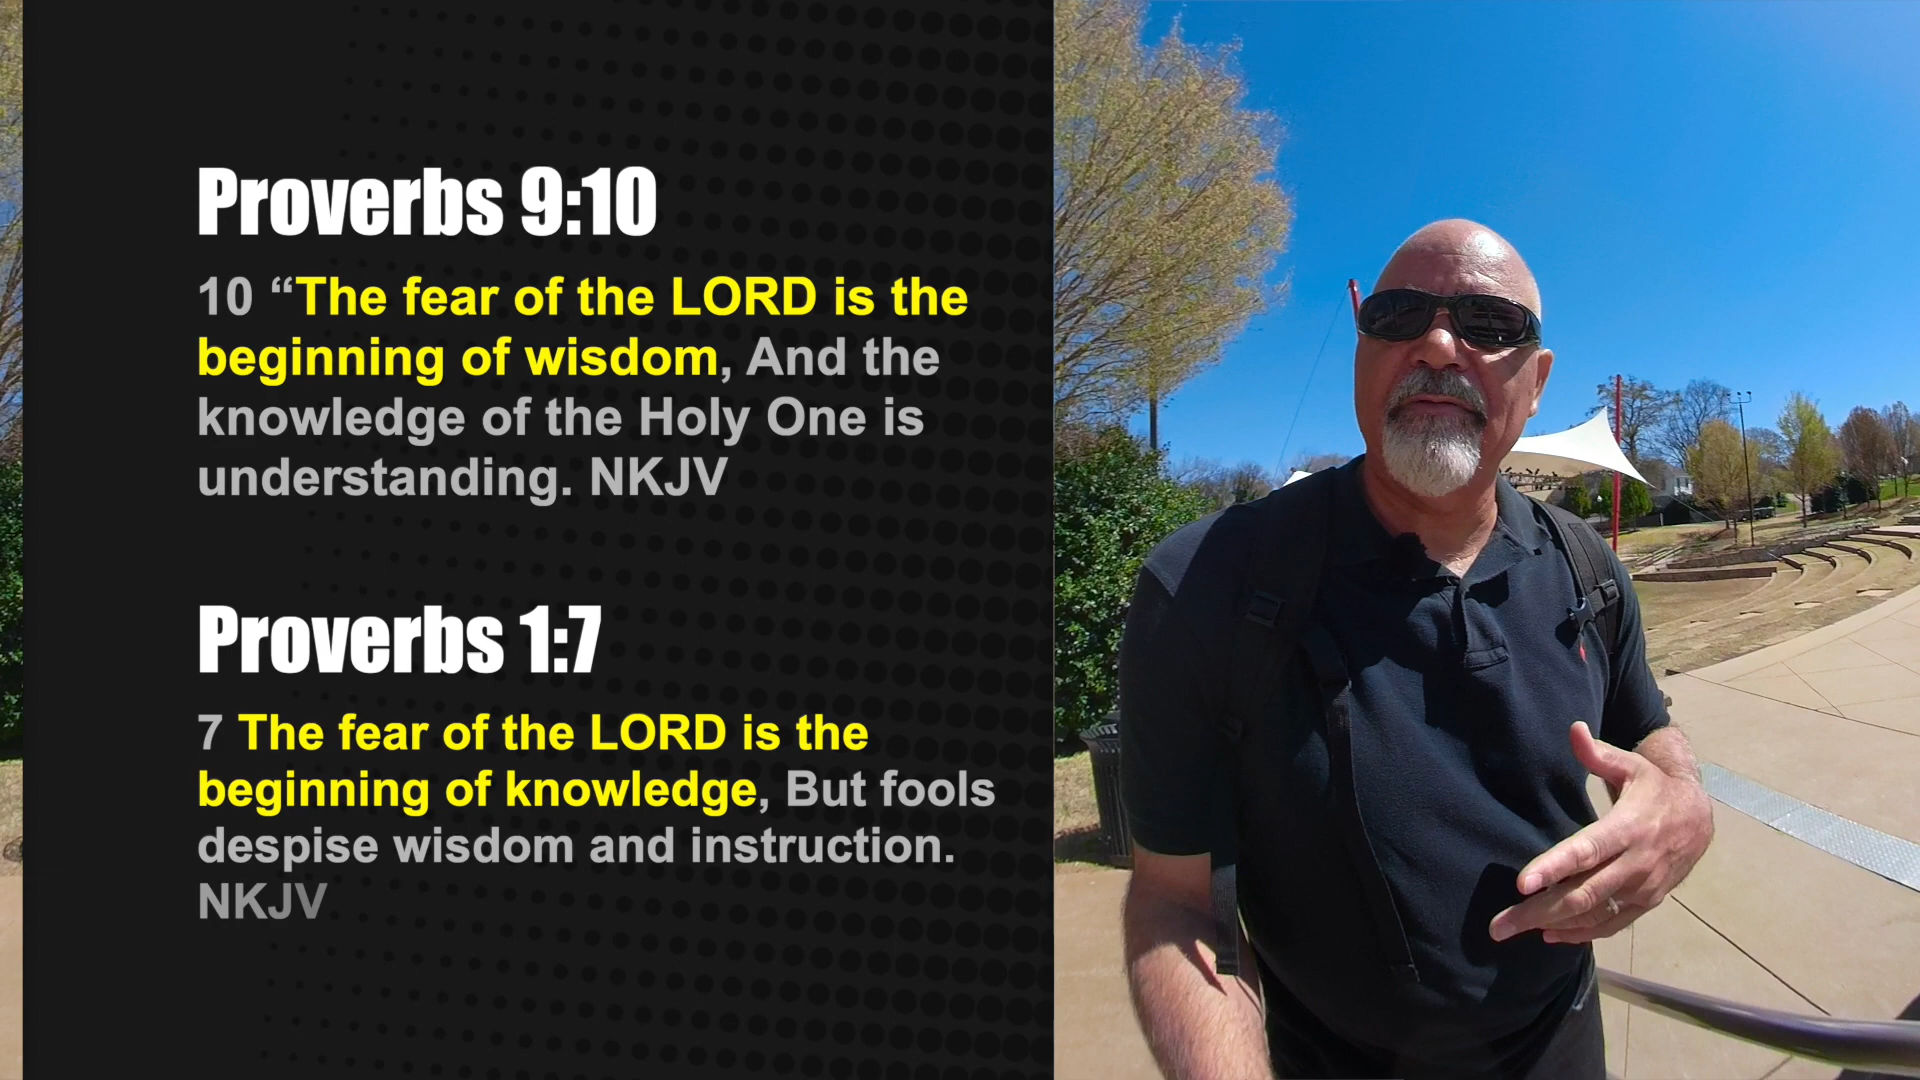 Proverbs 9:10
10 “The fear of the LORD is the
beginning of wisdom, And the
knowledge of the Holy One is
understanding. NKJV
Proverbs 1:7
7 The fear of the LORD is the
beginning of knowledge, But fools
despise wisdom and instruction.
NKJV